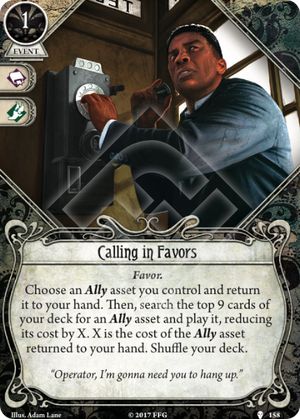 TEL
1
EVENT
Calling in Favors
Favor.
Choose an Ally asset you control and return
it to your hand. Then, search the top 9 cards of
your deck for an Ally asset and play it, reducing
its cost by X. X is the cost of the Ally asset
returned to your hand. Shuffle your deck.
“Operator, I’m gonna need you to hang up.”
Illus. Adam Lane
© 2017 FFG
158